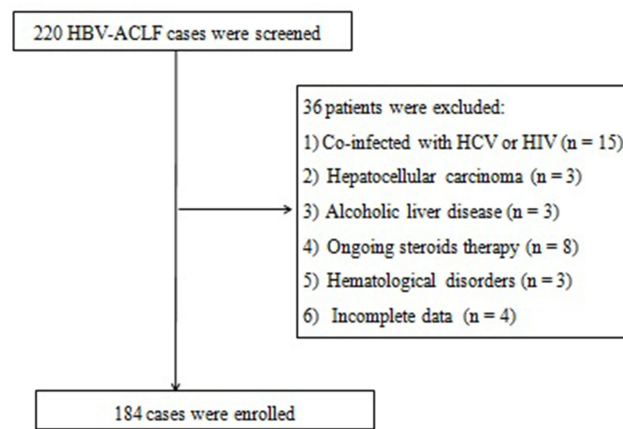 220 HBV-ACLF cases were screened
36 patients were excluded:
1) Co-infected with HCV or HIV (n = 15)
2) Hepatocellular carcinoma (n = 3)
3) Alcoholic liver disease (n = 3)
4) Ongoing steroids therapy (n = 8)
5) Hematological disorders (n = 3)
6) Incomplete data (n = 4)
184 cases were enrolled